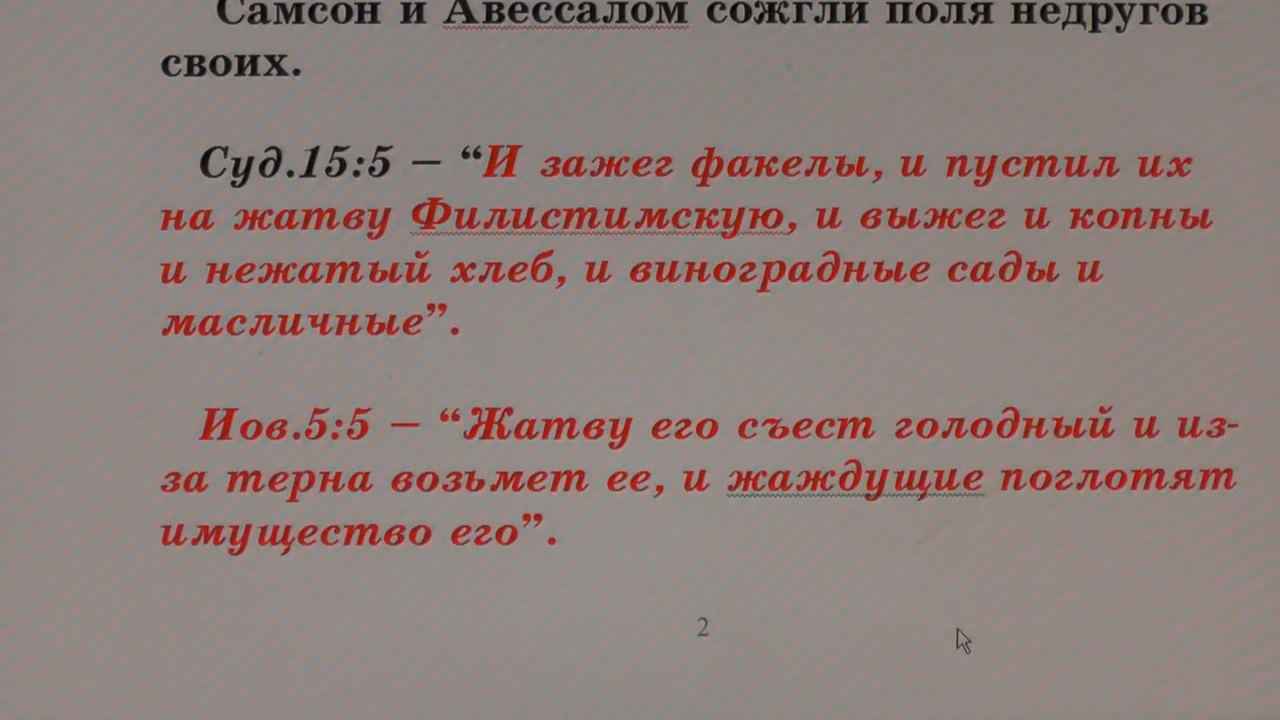 Самсон и Авессалом сожгли поля недругов
своих.
Суд.15:5 – “И зажег факелы, и пустил их
на жатву Филистимскую, и выжег и копны
и нежатый хлеб, и виноградные сады и
масличные”.
Иов.5:5 – “Жатву его съест голодный и из-
за терна возьмет ее, и жаждущие поглотят
имущество его”.
2